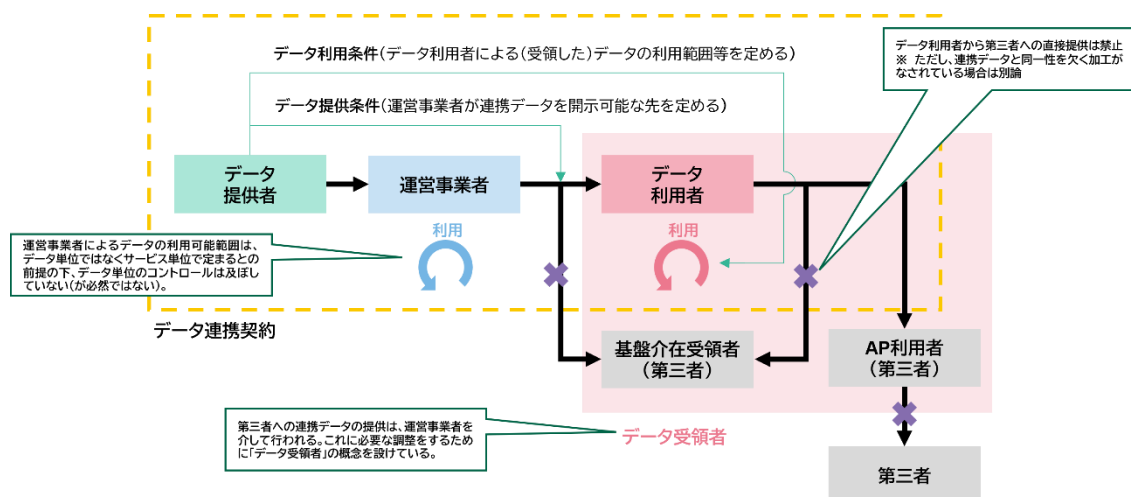 データ利用条件(データ利用者による(受領した)データの利用範囲等を定める)
データ提供条件(運営事業者が連携データを開示可能な先を定める)
データ利用者から第三者への直接提供は禁止
※ ただし、連携データと同一性を欠く加工が
なされている場合は別論
データ
提供者
運営事業者
データ
利用者
利用
利用
運営事業者によるデータの利用可能範囲は、
データ単位ではなくサービス単位で定まるとの
前提の下、データ単位のコントロールは及ぼし
ていない(が必然ではない)。
データ連携契約
基盤介在受領者
(第三者)
AP利用者
(第三者)
第三者への連携データの提供は、運営事業者を
介して行われる。これに必要な調整をするため
に「データ受領者」の概念を設けている。
データ受領者
第三者